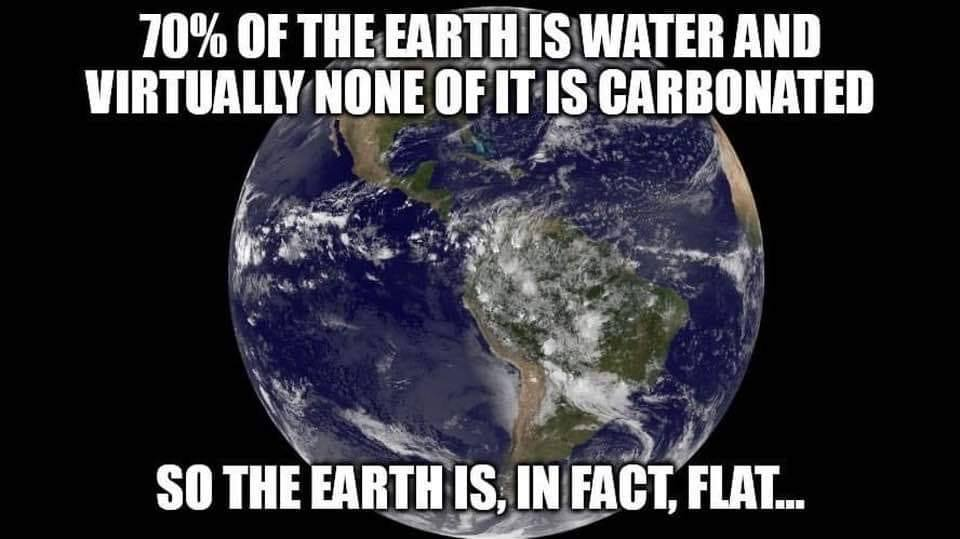 70% OF THE EARTH IS WATER AND
VIRTUALLY NONE OF IT IS CARBONATED
SO THE EARTH IS, IN FACT, FLAT...